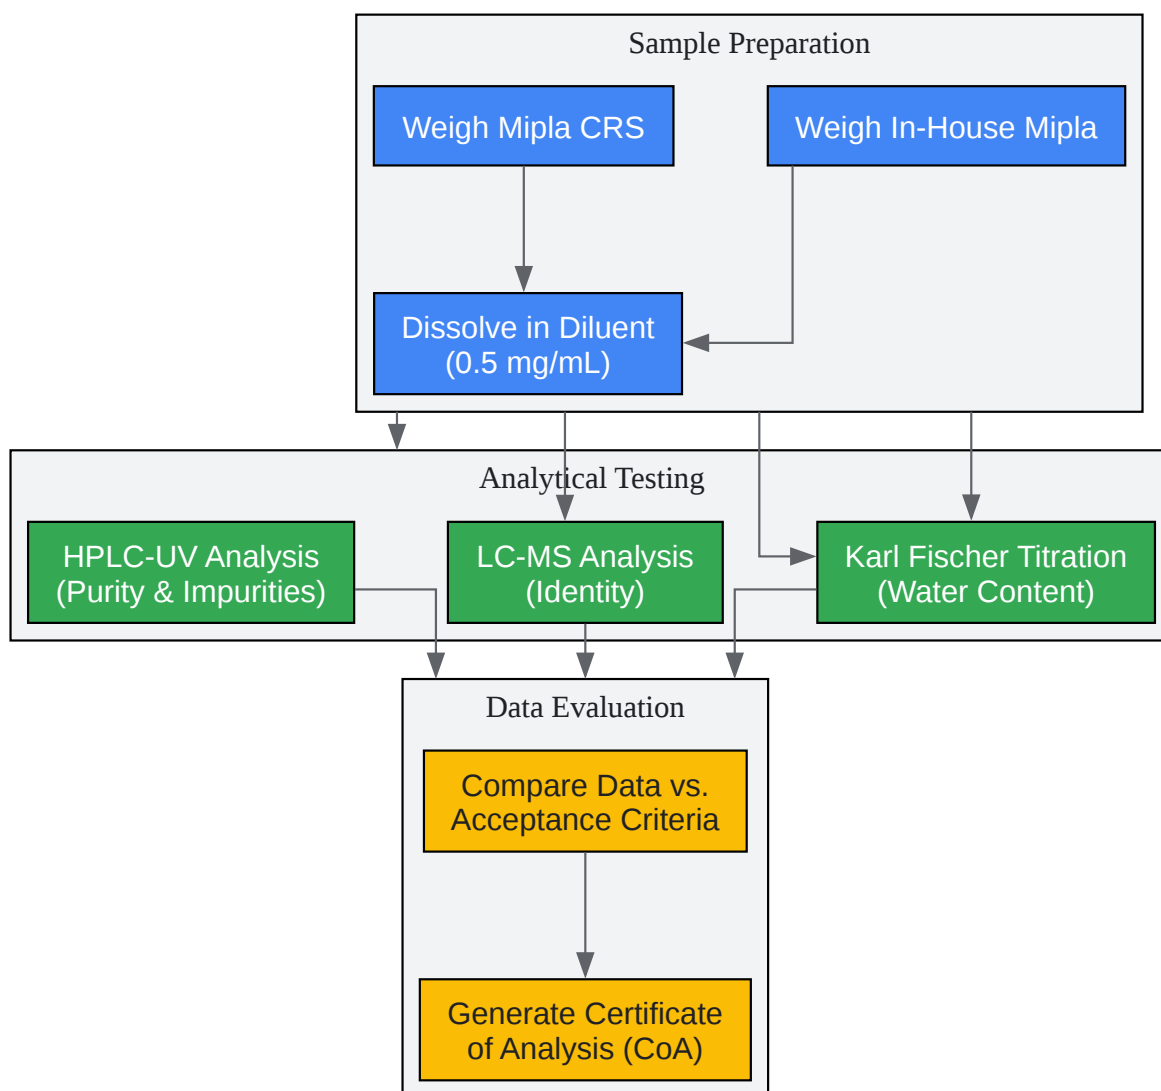 Sample Preparation
Weigh Mipla CRS
Weigh In-House Mipla
Dissolve in Diluent
(0.5 mg/mL)
Analytical Testing
HPLC-UV Analysis
(Purity & Impurities)
LC-MS Analysis
(Identity)
Karl Fischer Titration
(Water Content)
Data Evaluation
Compare Data vs.
Acceptance Criteria
Generate Certificate
of Analysis (CoA)